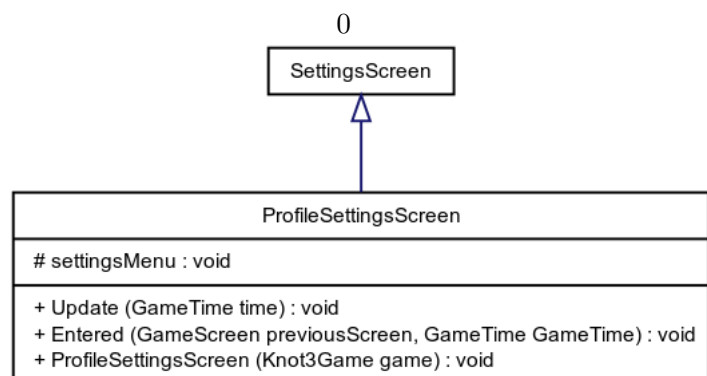 0
SettingsScreen
ProfileSettingsScreen
# settingsMenu : void
+ Update (GameTime time) : void
+ Entered (GameScreen previousScreen, GameTime GameTime) : void
+ ProfileSettingsScreen (Knot3Game game) : void